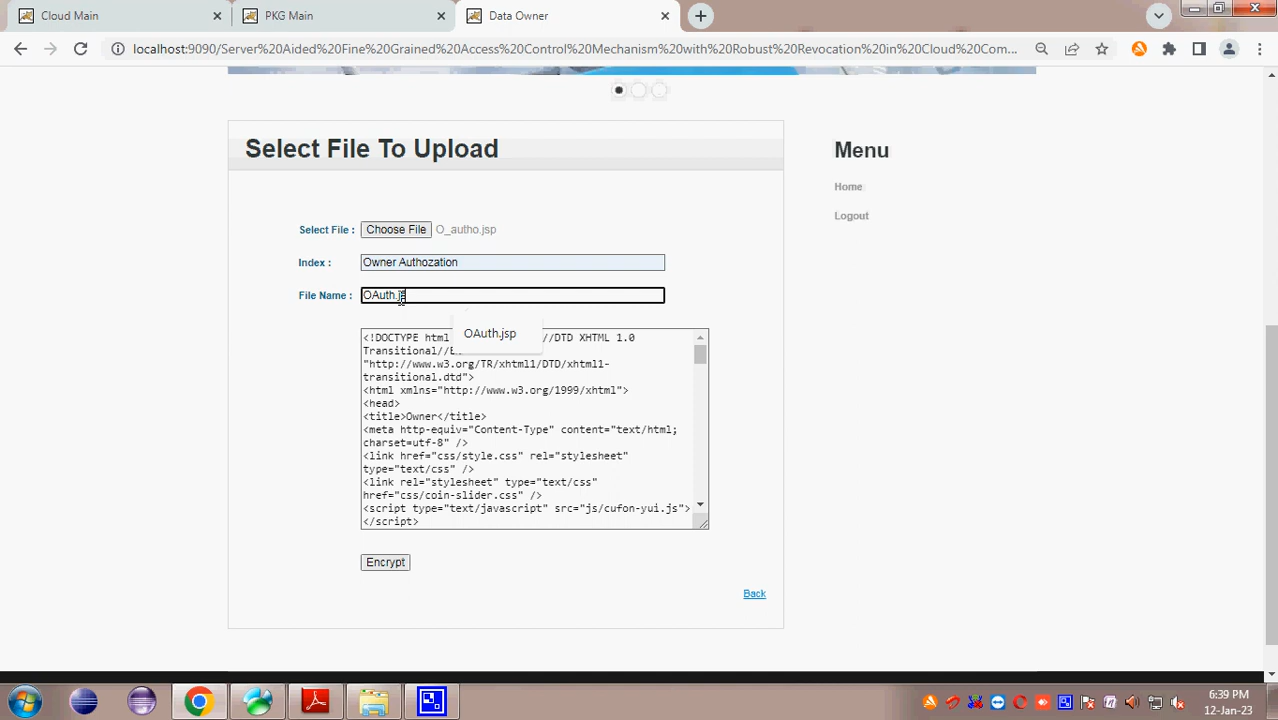 Cloud Main
PKG Main
Data Owner
localhost:9090/Server%20Aided%20Fine%20Grained%20Access%20Control%20Mechanism%20with%20Robust%20Revocation%20in%20Cloud%20Com...
Select File To Upload
Menu
Home
Logout
Select File :
Choose File
O_autho.jsp
Index :
Owner Authozation
File Name :
OAuth.js
OAuth.jsp
<!DOCTYPE html //DTD XHTML 1.0
Transitional//E
"http://www.w3.org/TR/xhtml1/DTD/xhtml1-
transitional.dtd">
<html xmlns="http://www.w3.org/1999/xhtml">
<head>
<title>Owner</title>
<meta http-equiv="Content-Type" content="text/html;
charset=utf-8" />
<link href="css/style.css" rel="stylesheet"
type="text/css" />
<link rel="stylesheet" type="text/css"
href="css/coin-slider.css" />
<script type="text/javascript" src="js/cufon-yui.js">
</script>
Encrypt
Back
6:39 PM
12-Jan-23